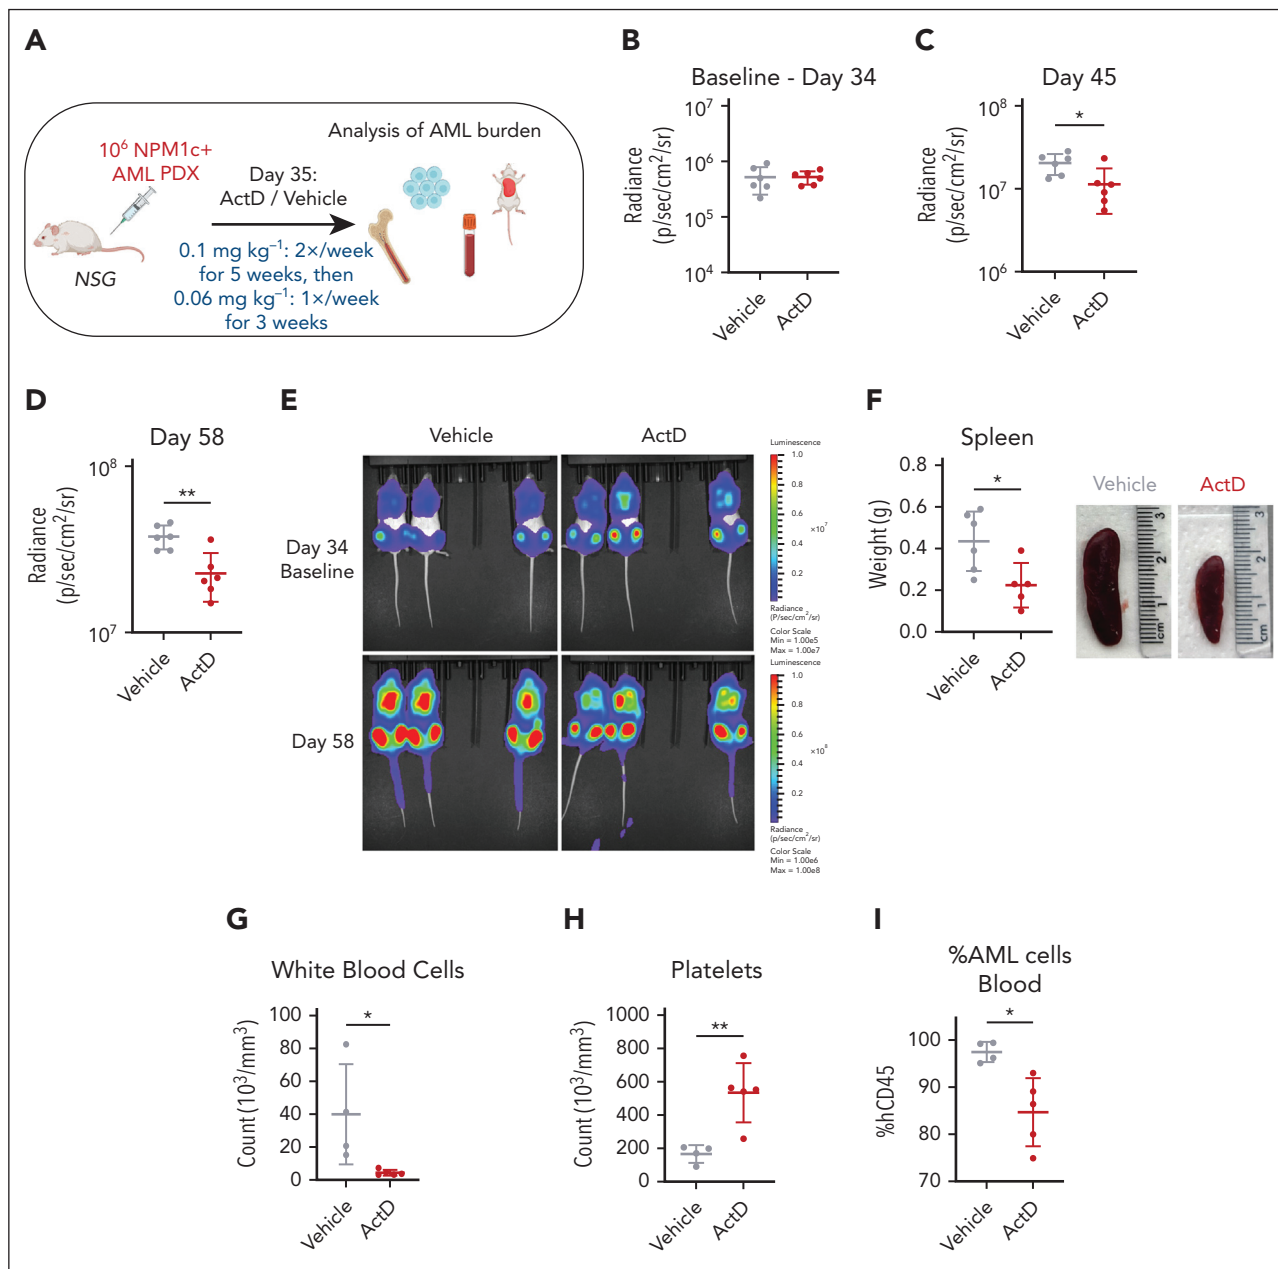 A
10⁶ NPM1c+
AML PDX
NSG
Day 35:
ActD / Vehicle
0.1 mg kg⁻¹: 2×/week
for 5 weeks, then
0.06 mg kg⁻¹: 1×/week
for 3 weeks
Analysis of AML burden
B
Baseline - Day 34
Radiance
(p/sec/cm²/sr)
10⁷
10⁶
10⁵
10⁴
Vehicle
ActD
C
Day 45
Radiance
(p/sec/cm²/sr)
10⁸
10⁷
10⁶
*
Vehicle
ActD
D
Day 58
Radiance
(p/sec/cm²/sr)
10⁸
10⁷
**
Vehicle
ActD
E
Vehicle
ActD
Day 34
Baseline
Day 58
Luminescence
1.0
0.8
0.6
×10⁷
0.4
0.2
Radiance
(P/sec/cm²/sr)
Color Scale
Min = 1.00e5
Max = 1.00e7
Luminescence
1.0
0.8
0.6
×10⁸
0.4
0.2
Radiance
(p/sec/cm²/sr)
Color Scale
Min = 1.00e6
Max = 1.00e8
F
Spleen
Weight (g)
0.8
0.6
0.4
0.2
0.0
*
Vehicle
ActD
Vehicle
3
2
1
cm
ActD
3
2
1
cm
G
White Blood Cells
Count (10³/mm³)
100
80
60
40
20
0
*
Vehicle
ActD
H
Platelets
Count (10³/mm³)
1000
800
600
400
200
0
**
Vehicle
ActD
I
%AML cells
Blood
%hCD45
100
90
80
70
*
Vehicle
ActD